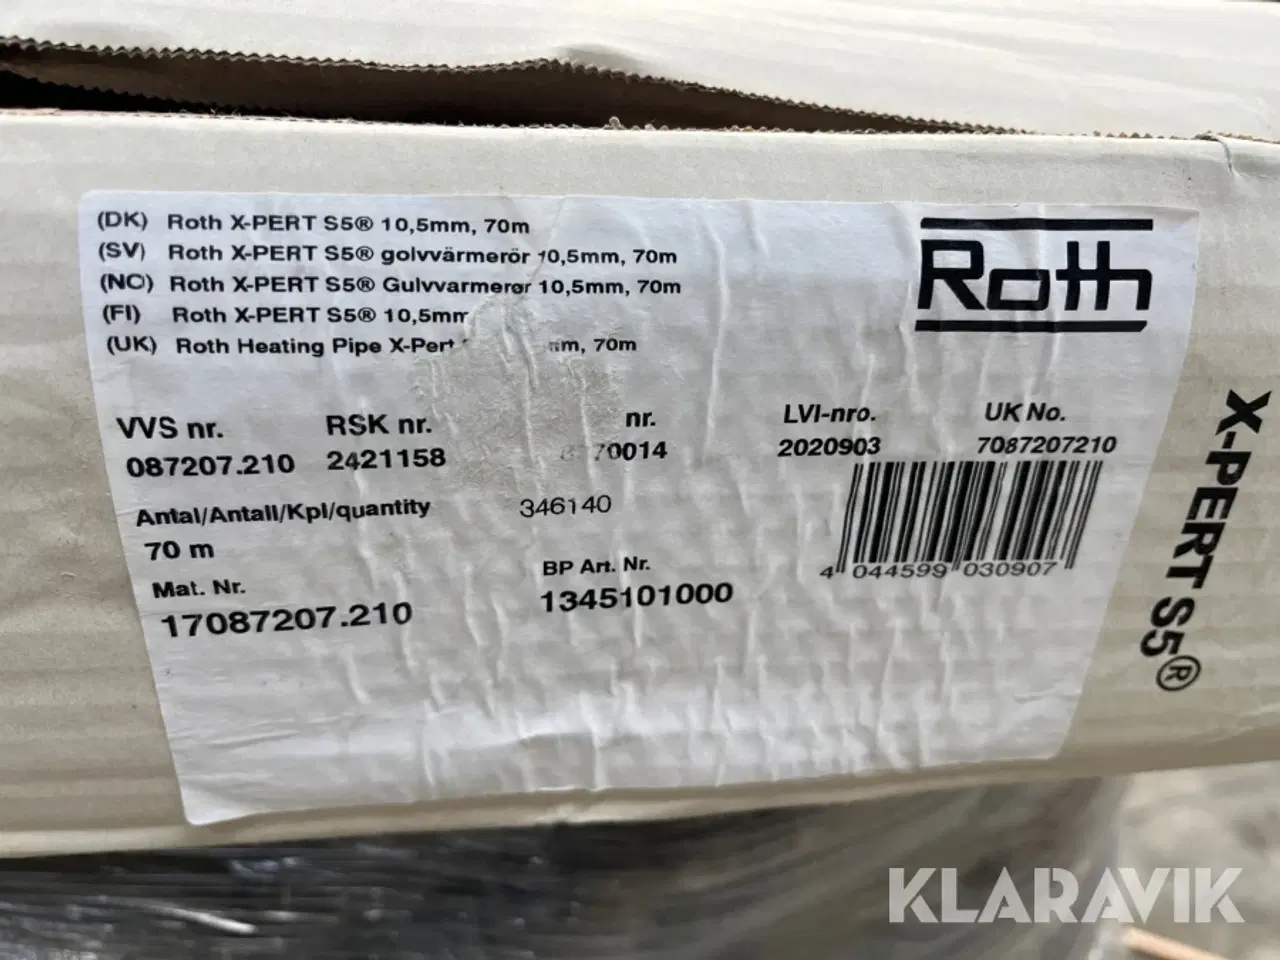 (DK) Roth X-PERT S5® 10,5mm, 70m
(SV) Roth X-PERT S5® golvvärmerör 10,5mm, 70m
(NO) Roth X-PERT S5® Gulvvarmerør 10,5mm, 70m
(FI) Roth X-PERT S5® 10,5mm
(UK) Roth Heating Pipe X-Pert mm, 70m
Roth
VVS nr. RSK nr. nr. LVI-nro. UK No.
087207.210 2421158 70014 2020903 7087207210
Antal/Antall/Kpl/quantity 346140
70 m
4 044599 030907
Mat. Nr. BP Art. Nr.
17087207.210 1345101000
X-PERT S5®
KLARAVIK